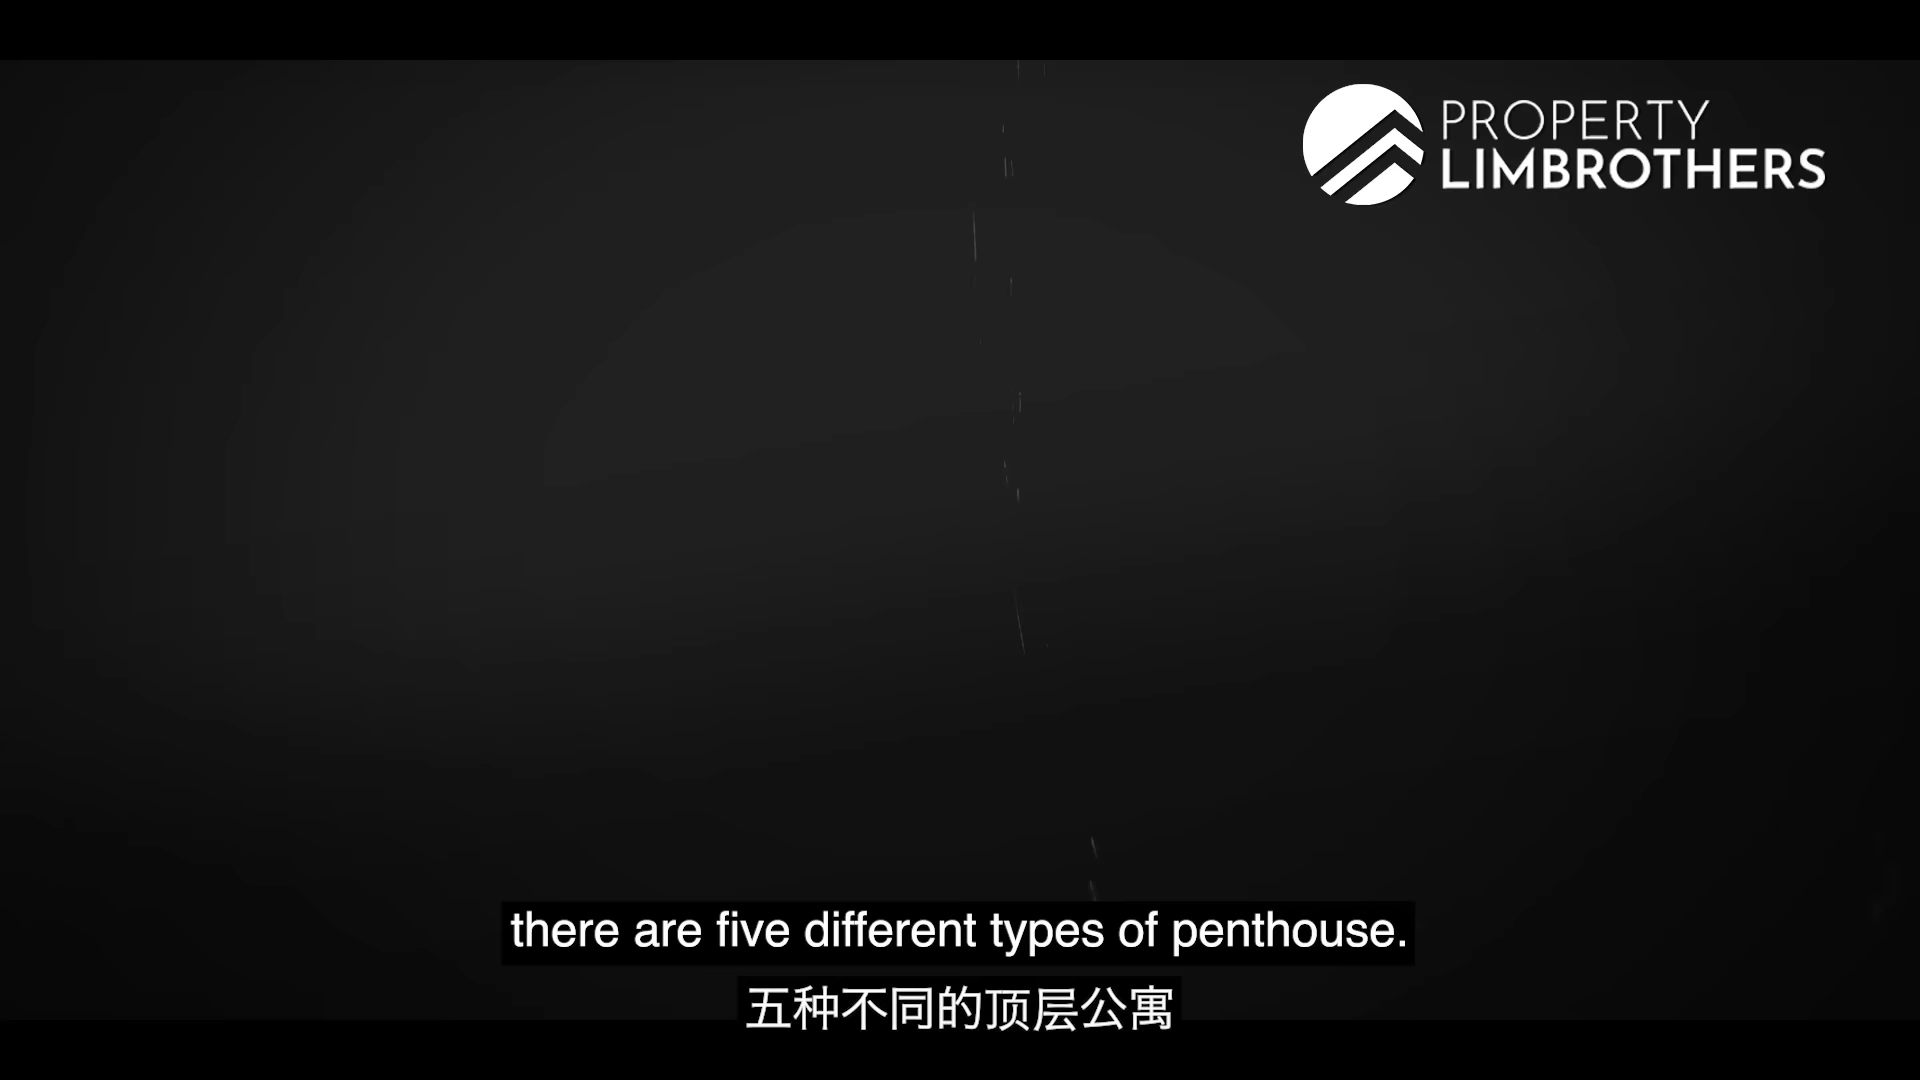 PROPERTY
LIMBROTHERS
there are five different types of penthouse.
五种不同的顶层公寓